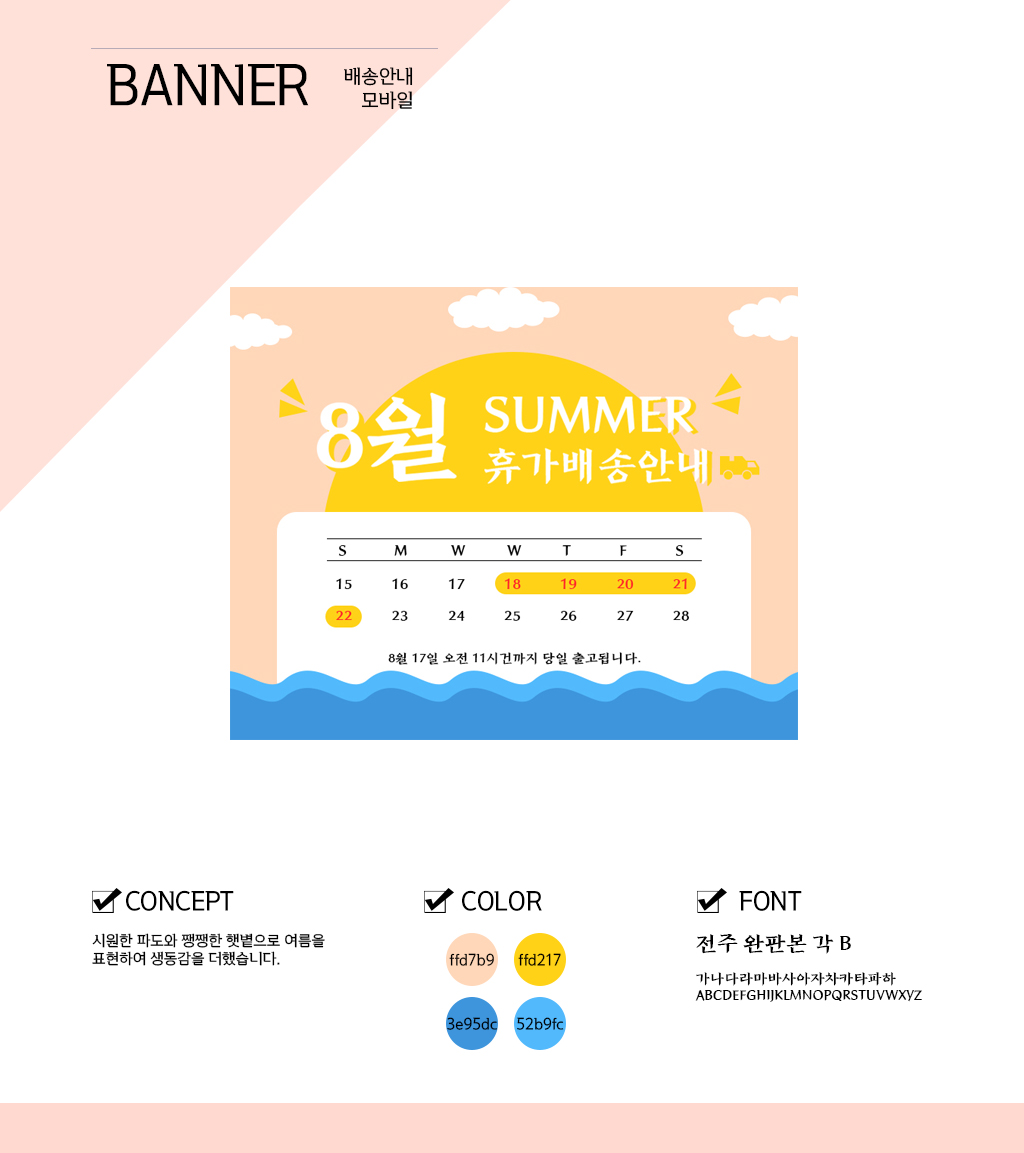 BANNER
배송안내
모바일
8월
SUMMER
휴가배송안내
S M W W T F S
15 16 17 18 19 20 21
22 23 24 25 26 27 28
8월 17일 오전 11시건까지 당일 출고됩니다.
CONCEPT
시원한 파도와 쨍쨍한 햇볕으로 여름을
표현하여 생동감을 더했습니다.
COLOR
ffd7b9 ffd217
3e95dc 52b9fc
FONT
전주 완판본 각 B
가나다라마바사아자차카타파하
ABCDEFGHIJKLMNOPQRSTUVWXYZ